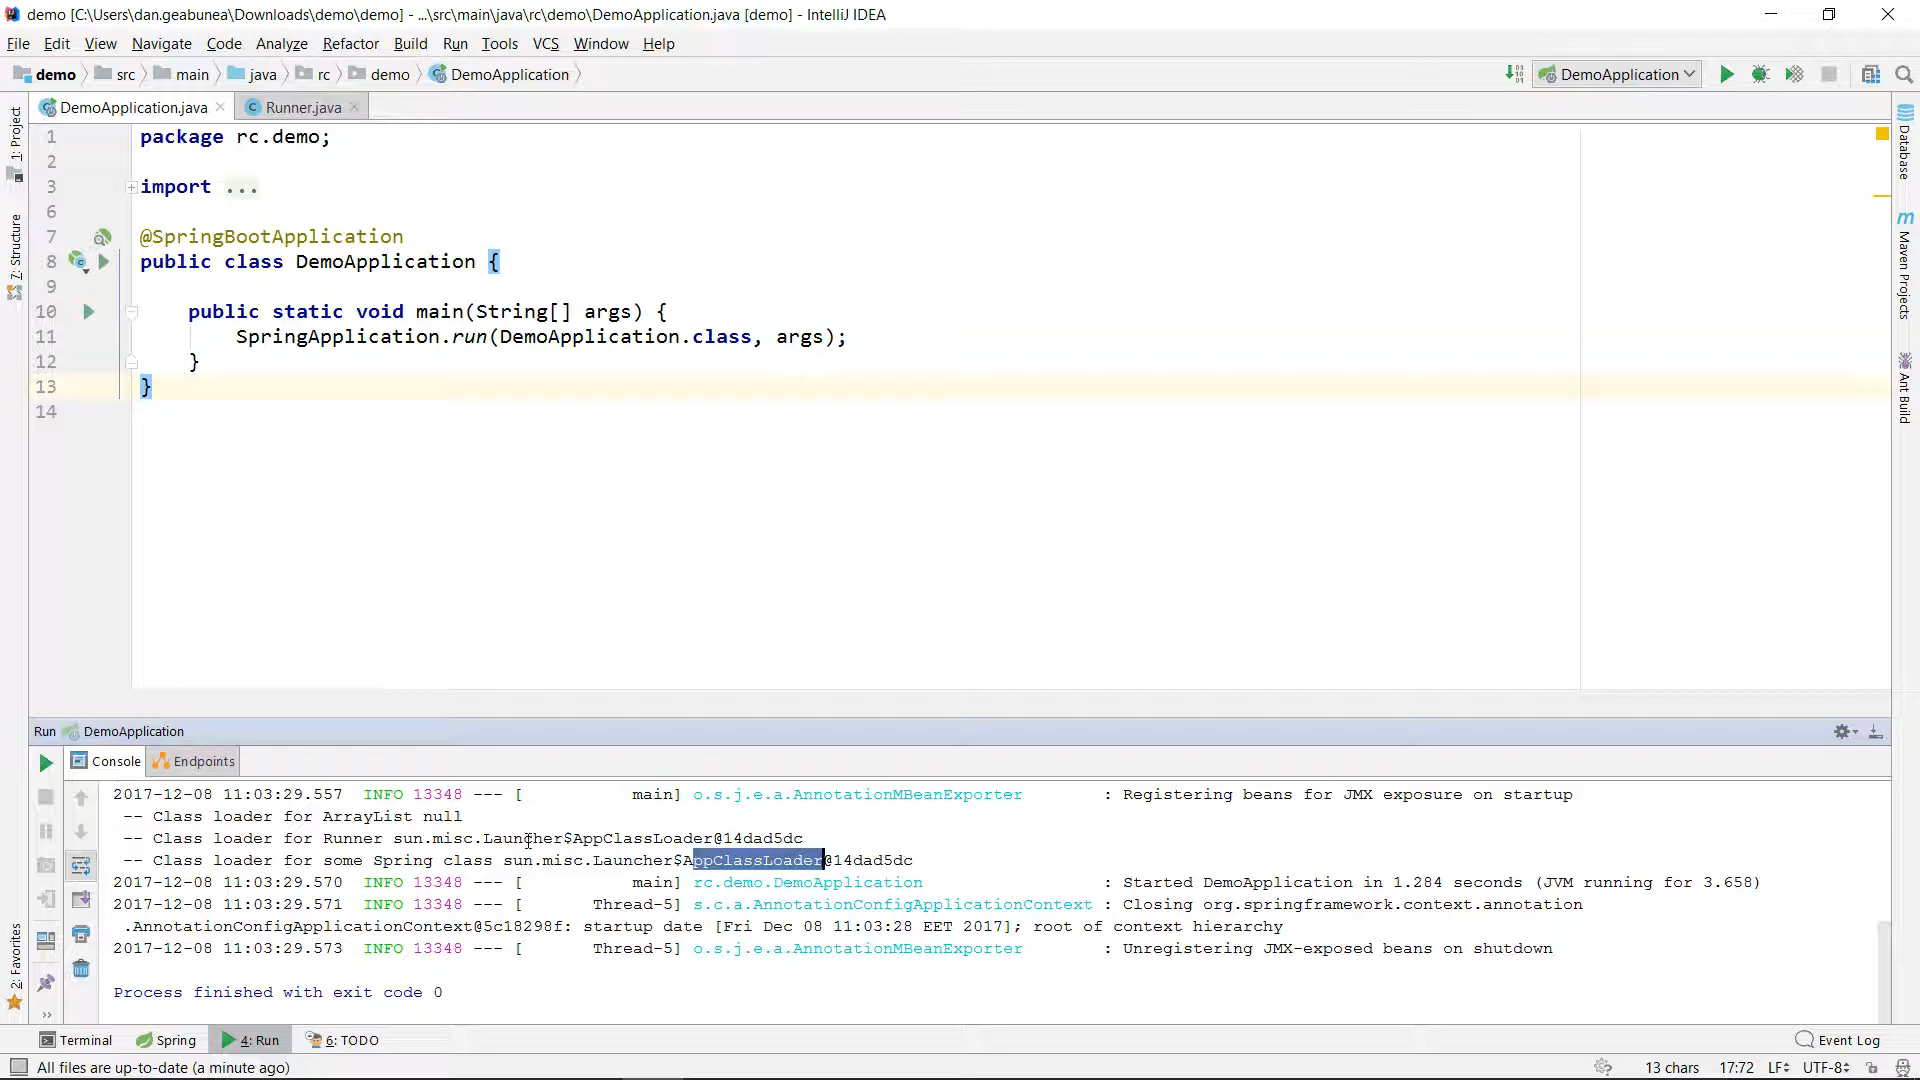 demo [C:\Users\dan.geabunea\Downloads\demo\demo] - ...\src\main\java\rc\demo\DemoApplication.java [demo] - IntelliJ IDEA
File Edit View Navigate Code Analyze Refactor Build Run Tools VCS Window Help
demo src main java rc demo DemoApplication
DemoApplication
DemoApplication.java Runner.java
1: Project
7: Structure
2: Favorites
Database
Maven Projects
Ant Build
1 package rc.demo;
2
3 import ...
6
7 @SpringBootApplication
8 public class DemoApplication {
9
10 public static void main(String[] args) {
11 SpringApplication.run(DemoApplication.class, args);
12 }
13 }
14
Run DemoApplication
Console Endpoints
2017-12-08 11:03:29.557 INFO 13348 --- [ main] o.s.j.e.a.AnnotationMBeanExporter : Registering beans for JMX exposure on startup
-- Class loader for ArrayList null
-- Class loader for Runner sun.misc.Launcher$AppClassLoader@14dad5dc
-- Class loader for some Spring class sun.misc.Launcher$AppClassLoader@14dad5dc
2017-12-08 11:03:29.570 INFO 13348 --- [ main] rc.demo.DemoApplication : Started DemoApplication in 1.284 seconds (JVM running for 3.658)
2017-12-08 11:03:29.571 INFO 13348 --- [ Thread-5] s.c.a.AnnotationConfigApplicationContext : Closing org.springframework.context.annotation
.AnnotationConfigApplicationContext@5c18298f: startup date [Fri Dec 08 11:03:28 EET 2017]; root of context hierarchy
2017-12-08 11:03:29.573 INFO 13348 --- [ Thread-5] o.s.j.e.a.AnnotationMBeanExporter : Unregistering JMX-exposed beans on shutdown
Process finished with exit code 0
Terminal Spring 4: Run 6: TODO Event Log
All files are up-to-date (a minute ago) 13 chars 17:72 LF UTF-8